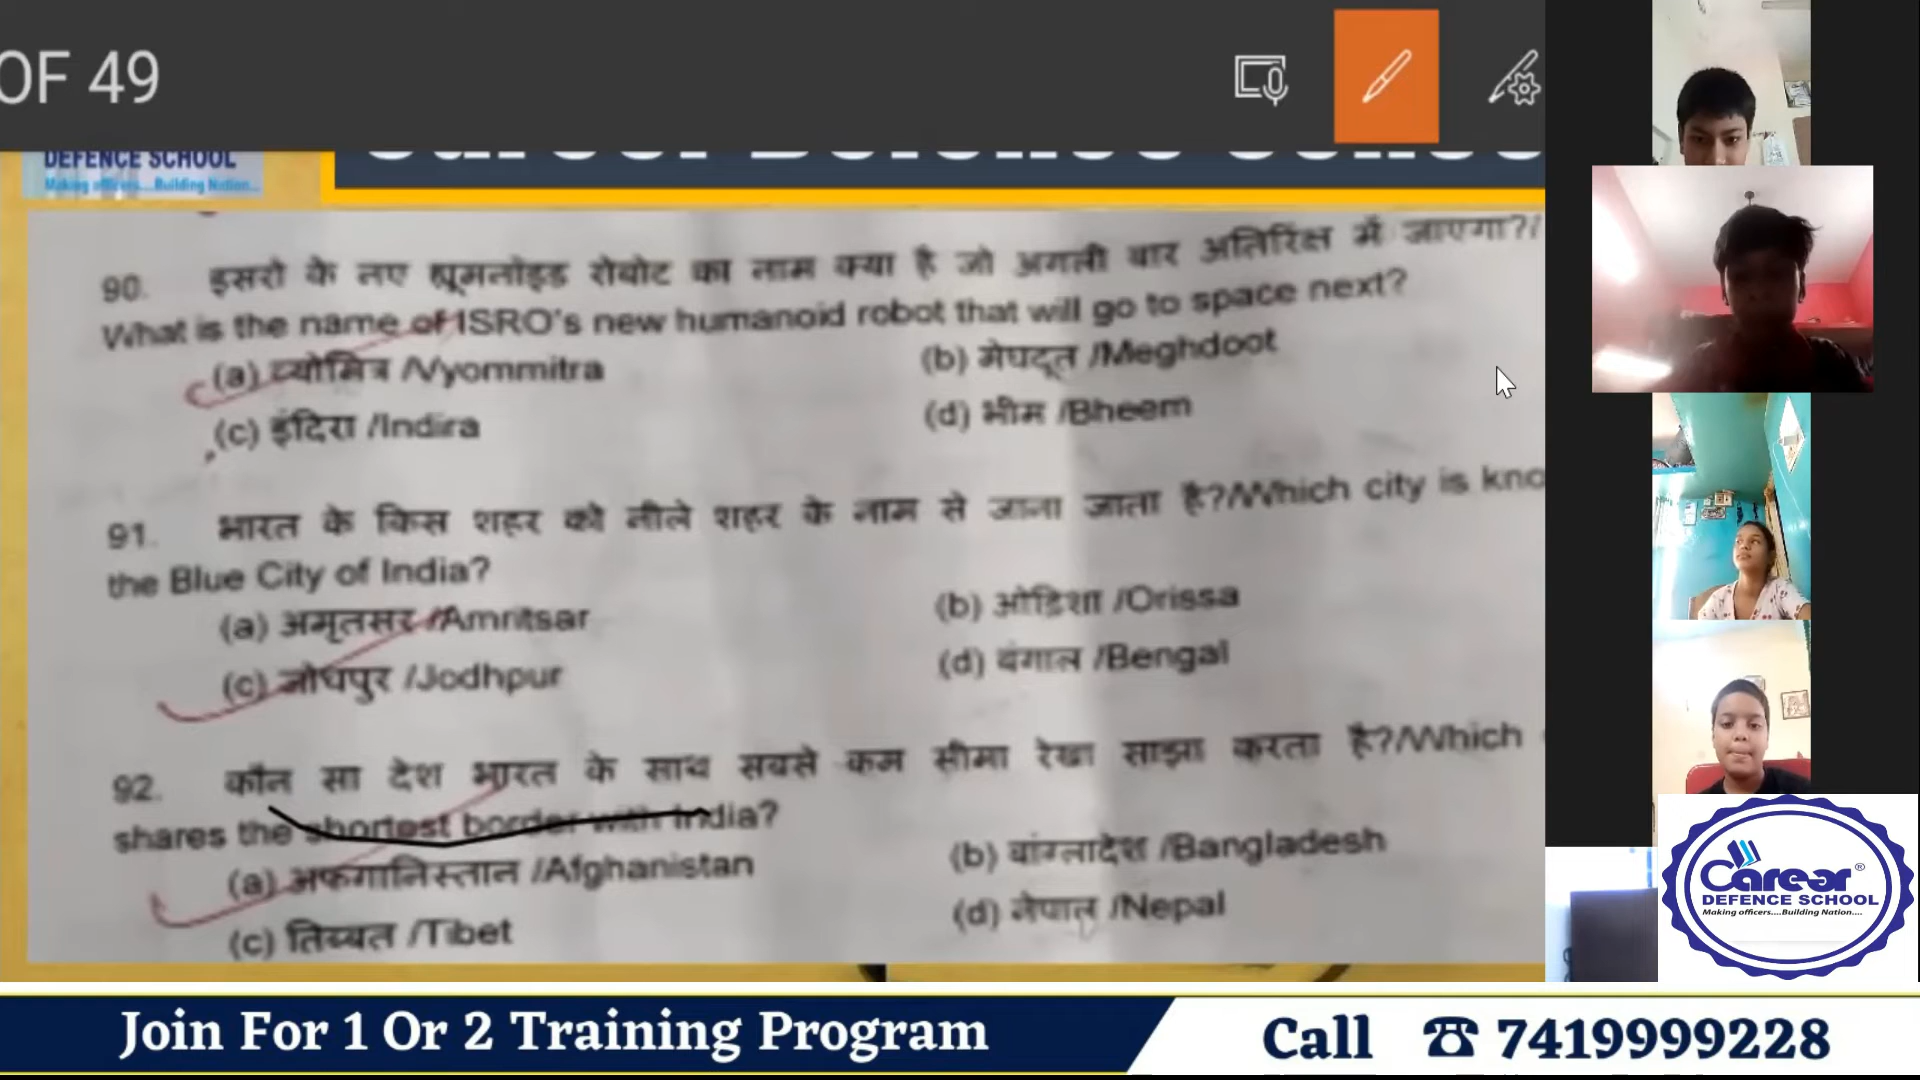 OF 49
DEFENCE SCHOOL
Making officers....Building Nation...
90. इसरो के नए ह्यूमनोइड रोबोट का नाम क्या है जो अगली बार अंतरिक्ष में जाएगा?/
What is the name of ISRO's new humanoid robot that will go to space next?
(a) व्योमित्र /Vyommitra (b) मेघदूत /Meghdoot
(c) इंदिरा /Indira (d) भीम /Bheem
91. भारत के किस शहर को नीले शहर के नाम से जाना जाता है?/Which city is kno
the Blue City of India?
(a) अमृतसर /Amritsar (b) ओडिशा /Orissa
(c) जोधपुर /Jodhpur (d) बंगाल /Bengal
92. कौन सा देश भारत के साथ सबसे कम सीमा रेखा साझा करता है?/Which
shares the shortest border with India?
(a) अफगानिस्तान /Afghanistan (b) बांग्लादेश /Bangladesh
(c) तिब्बत /Tibet (d) नेपाल /Nepal
Career ®
DEFENCE SCHOOL
Making officers....Building Nation....
Join For 1 Or 2 Training Program
Call ☎ 7419999228